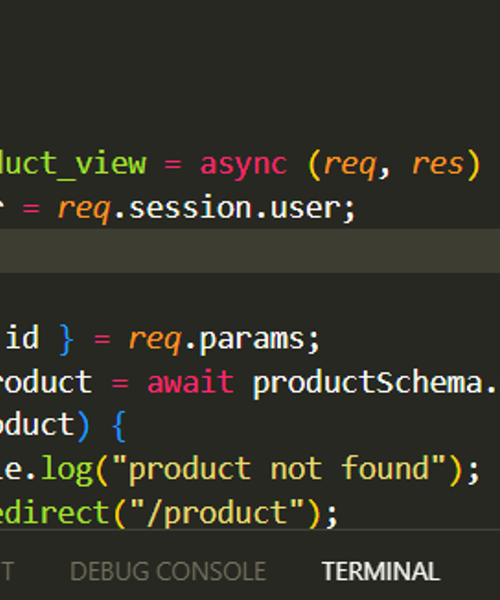 duct_view = async (req, res)
r = req.session.user;
id } = req.params;
roduct = await productSchema.
oduct) {
le.log("product not found");
edirect("/product");
T DEBUG CONSOLE TERMINAL